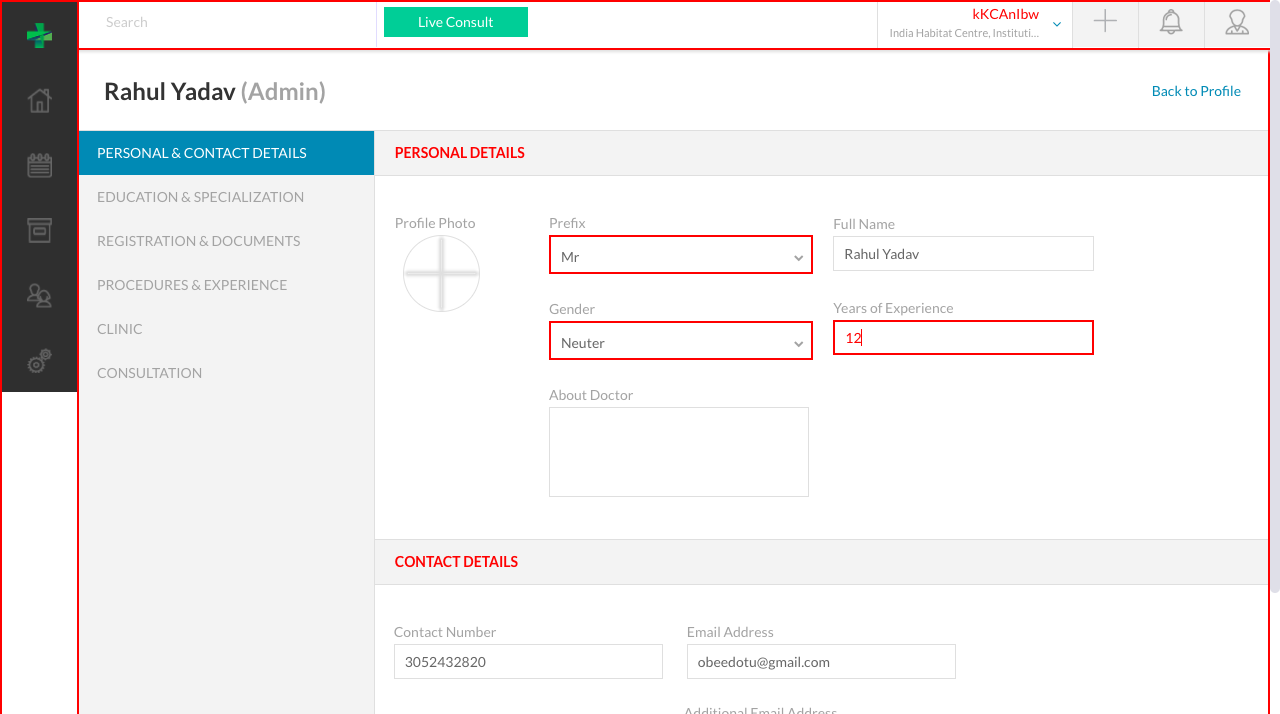 Search
Live Consult
kKCAnIbw
India Habitat Centre, Instituti...
Rahul Yadav (Admin)
Back to Profile
PERSONAL & CONTACT DETAILS
EDUCATION & SPECIALIZATION
REGISTRATION & DOCUMENTS
PROCEDURES & EXPERIENCE
CLINIC
CONSULTATION
PERSONAL DETAILS
Profile Photo
Prefix
Mr
Full Name
Rahul Yadav
Gender
Neuter
Years of Experience
12
About Doctor
CONTACT DETAILS
Contact Number
3052432820
Email Address
obeedotu@gmail.com
Additional Email Address